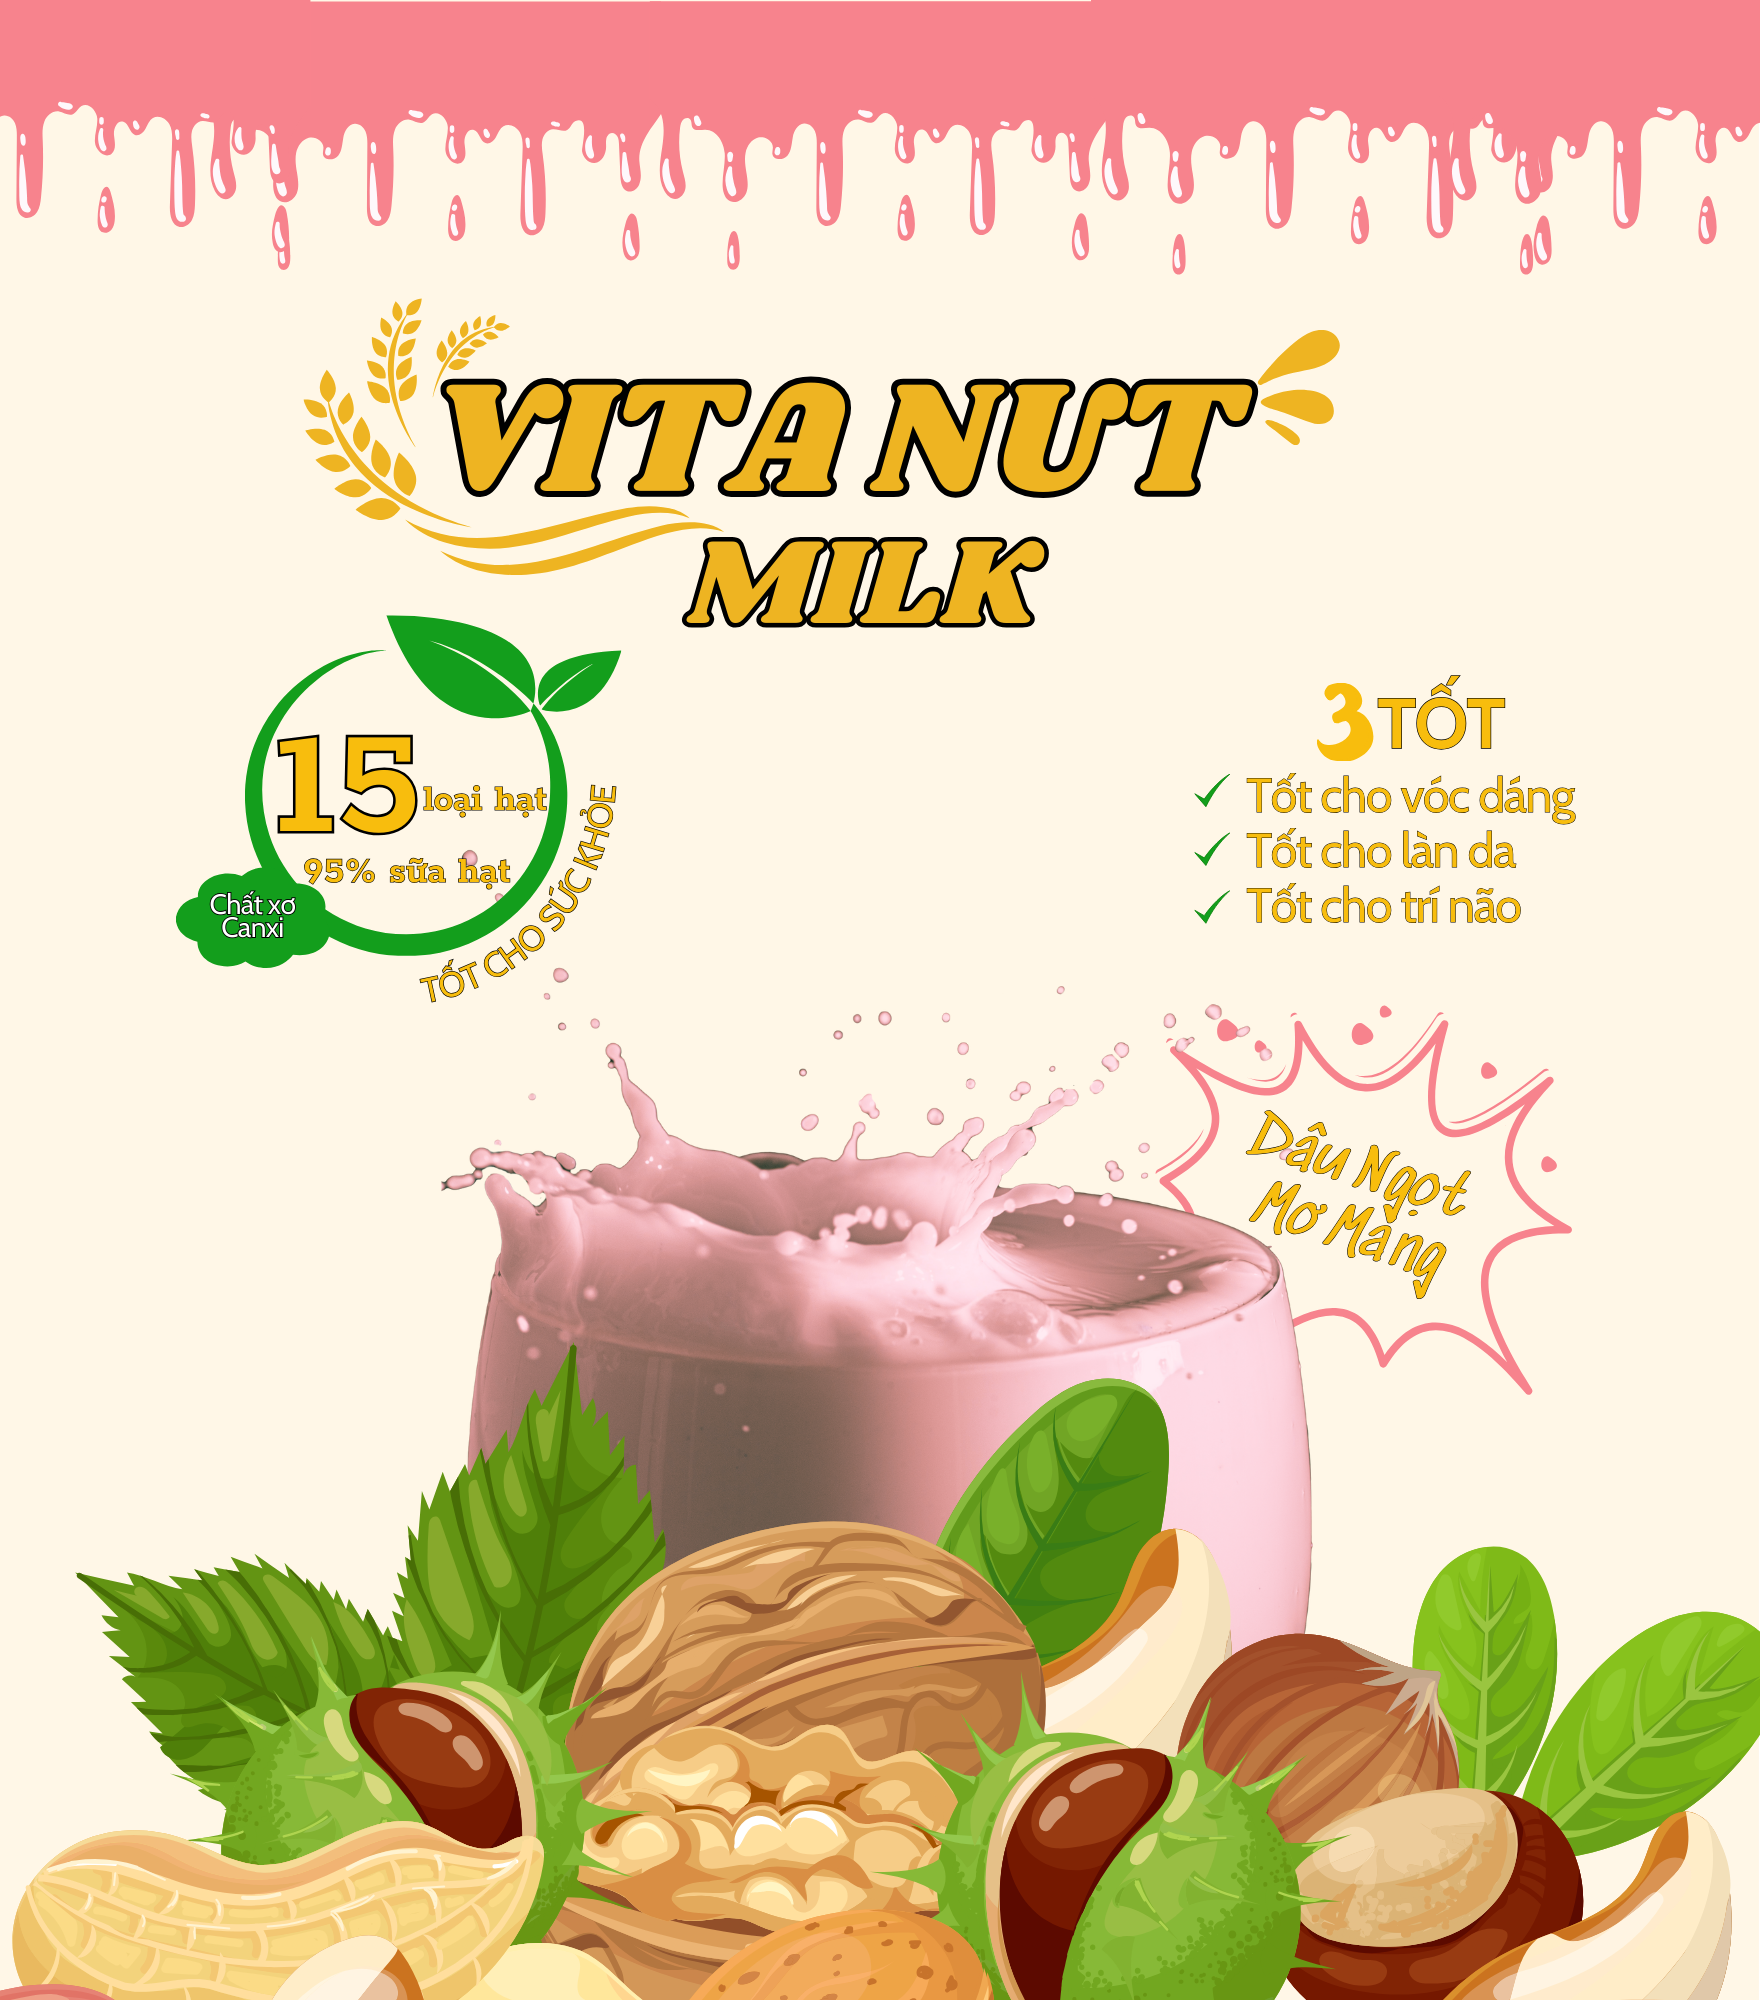 VITA NUT
MILK
15 loại hạt
95% sữa hạt
Chất xơ
Canxi
TỐT CHO SỨC KHỎE
3 TỐT
Tốt cho vóc dáng
Tốt cho làn da
Tốt cho trí não
Dâu Ngọt
Mơ Màng